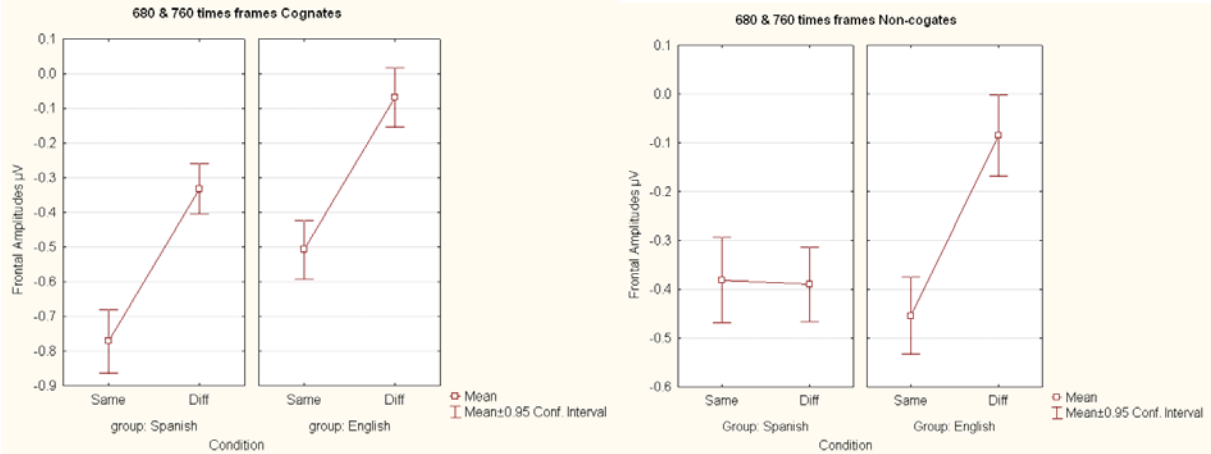 680 & 760 times frames Cognates
Frontal Amplitudes µV
0.1
0.0
-0.1
-0.2
-0.3
-0.4
-0.5
-0.6
-0.7
-0.8
-0.9
Same Diff Same Diff
group: Spanish group: English
Condition
Mean
Mean±0.95 Conf. Interval
680 & 760 times frames Non-cogates
Frontal Amplitudes µV
0.1
0.0
-0.1
-0.2
-0.3
-0.4
-0.5
-0.6
Same Diff Same Diff
Group: Spanish Group: English
Condition
Mean
Mean±0.95 Conf. Interval